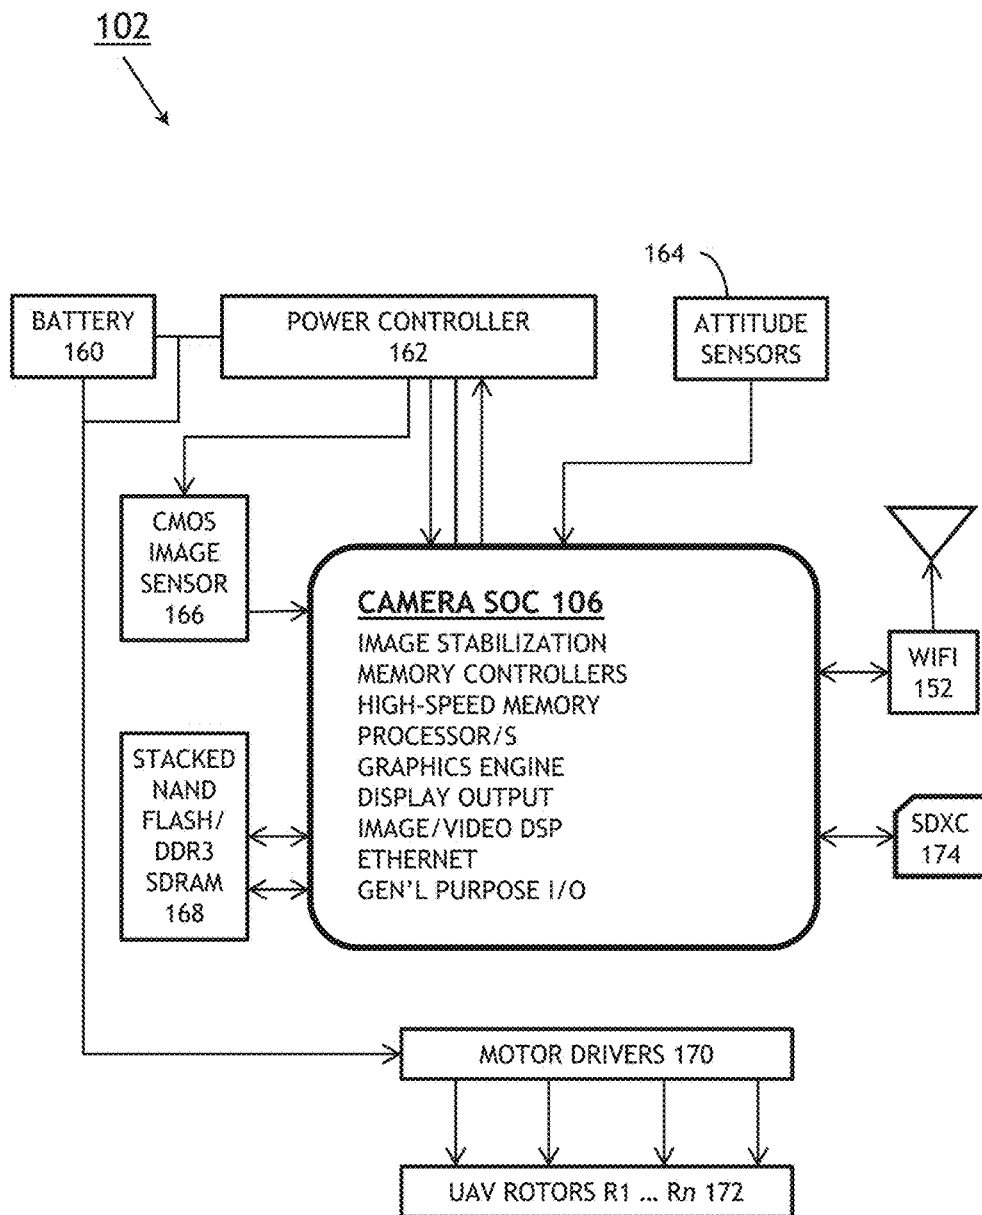 102
164
BATTERY
160
POWER CONTROLLER
162
ATTITUDE
SENSORS
CMOS
IMAGE
SENSOR
166
CAMERA SOC 106
IMAGE STABILIZATION
MEMORY CONTROLLERS
HIGH-SPEED MEMORY
PROCESSOR/S
GRAPHICS ENGINE
DISPLAY OUTPUT
IMAGE/VIDEO DSP
ETHERNET
GEN'L PURPOSE I/O
WIFI
152
STACKED
NAND
FLASH/
DDR3
SDRAM
168
SDXC
174
MOTOR DRIVERS 170
UAV ROTORS R1 ... Rn 172